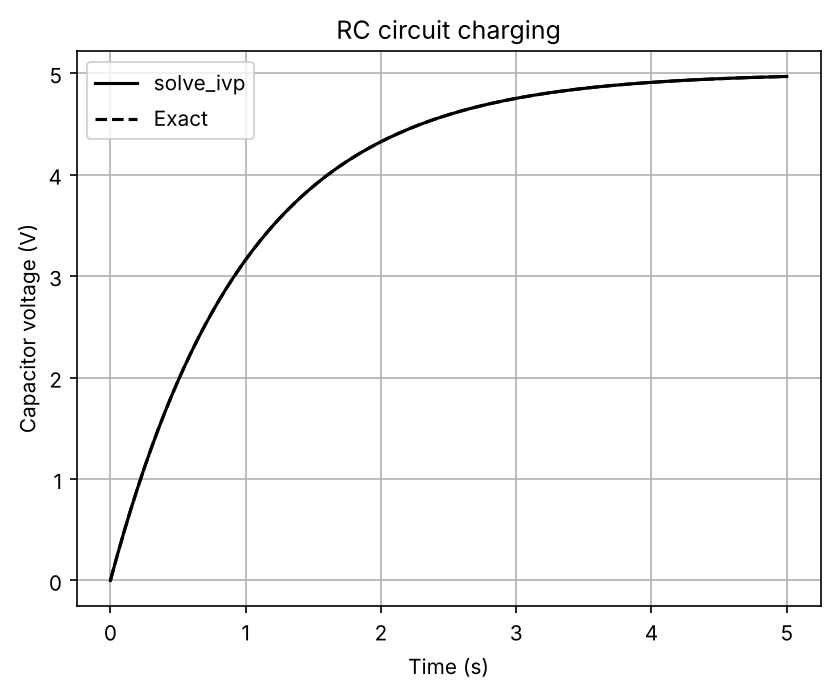 RC circuit charging
solve_ivp
Exact
Capacitor voltage (V)
5
4
3
2
1
0
0 1 2 3 4 5
Time (s)